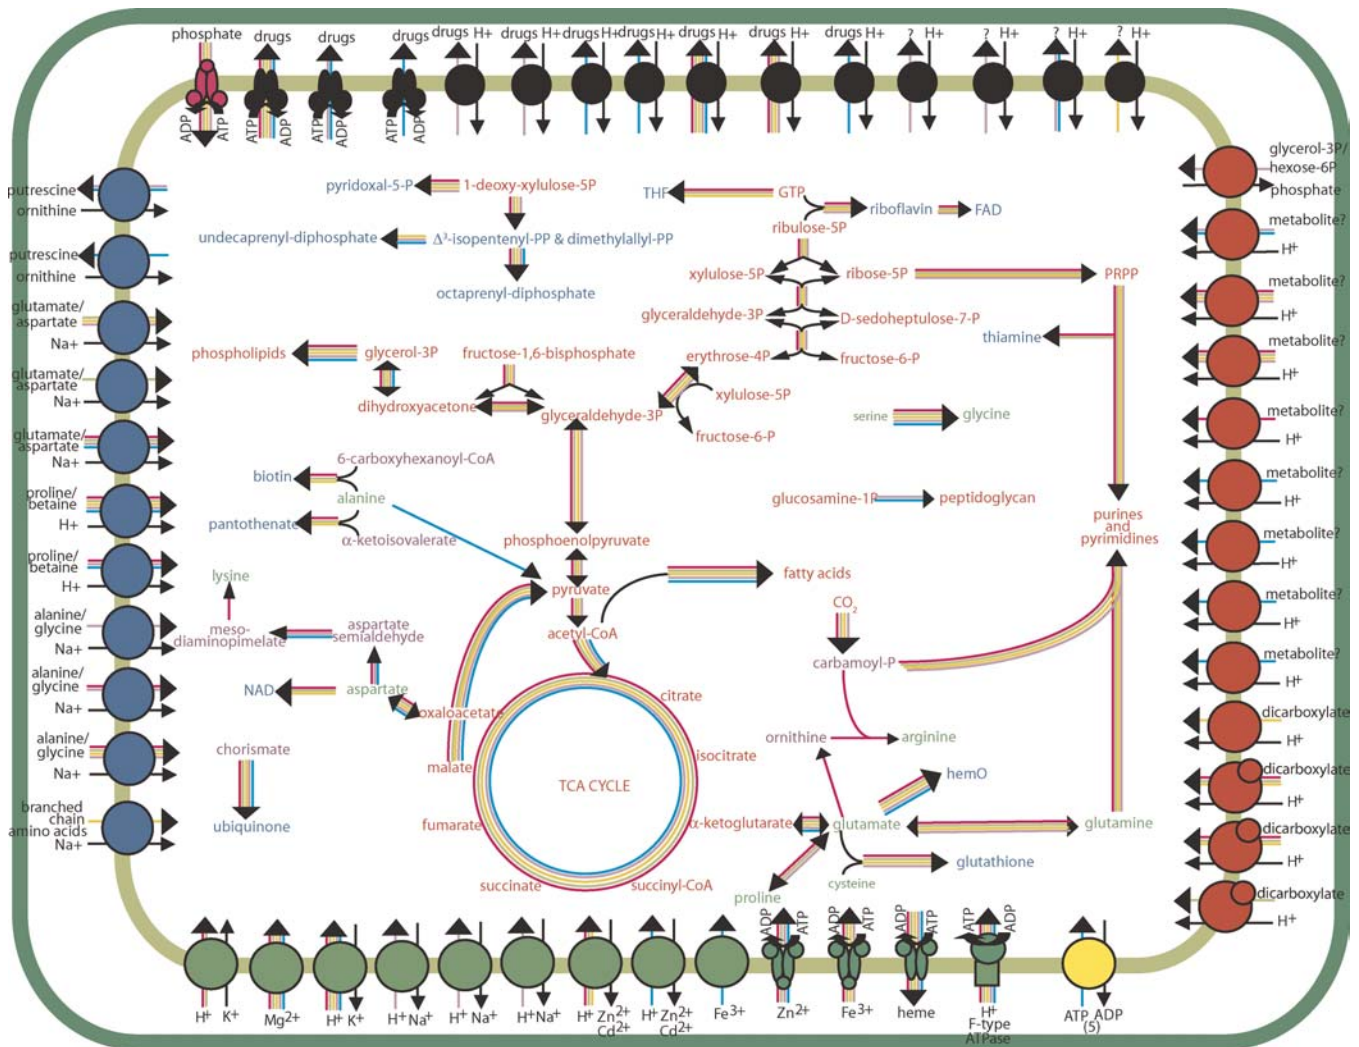 phosphate
drugs
drugs
drugs
drugs H+
drugs H+
drugs H+
drugs H+
drugs H+
drugs H+
drugs H+
? H+
? H+
? H+
? H+
ADP ATP
ATP ADP
ATP ADP
ATP ADP
putrescine
ornithine
putrescine
ornithine
glutamate/
aspartate
Na+
glutamate/
aspartate
Na+
glutamate/
aspartate
Na+
proline/
betaine
H+
proline/
betaine
H+
alanine/
glycine
Na+
alanine/
glycine
Na+
alanine/
glycine
Na+
branched
chain
amino acids
Na+
pyridoxal-5-P
1-deoxy-xylulose-5P
undecaprenyl-diphosphate
Δ³-isopentenyl-PP & dimethylallyl-PP
octaprenyl-diphosphate
THF
GTP
riboflavin
FAD
ribulose-5P
xylulose-5P
ribose-5P
PRPP
glyceraldehyde-3P
D-sedoheptulose-7-P
thiamine
erythrose-4P
fructose-6-P
xylulose-5P
fructose-6-P
phospholipids
glycerol-3P
fructose-1,6-bisphosphate
dihydroxyacetone
glyceraldehyde-3P
serine
glycine
glucosamine-1P
peptidoglycan
purines
and
pyrimidines
6-carboxyhexanoyl-CoA
biotin
alanine
pantothenate
α-ketoisovalerate
phosphoenolpyruvate
pyruvate
fatty acids
acetyl-CoA
CO2
carbamoyl-P
lysine
meso-
diaminopimelate
aspartate
semialdehyde
NAD
aspartate
oxaloacetate
chorismate
ubiquinone
malate
citrate
isocitrate
TCA CYCLE
fumarate
α-ketoglutarate
succinate
succinyl-CoA
ornithine
arginine
hemO
glutamate
glutamine
glutathione
cysteine
proline
glycerol-3P/
hexose-6P
phosphate
metabolite?
H+
metabolite?
H+
metabolite?
H+
metabolite?
H+
metabolite?
H+
metabolite?
H+
metabolite?
H+
metabolite?
H+
dicarboxylate
H+
dicarboxylate
H+
dicarboxylate
H+
dicarboxylate
H+
ADP ATP
ADP ATP
ADP ATP
ATP ADP
H+ K+
Mg2+
H+ K+
H+ Na+
H+ Na+
H+ Na+
H+ Zn2+
Cd2+
H+ Zn2+
Cd2+
Fe3+
Zn2+
Fe3+
heme
H+
F-type
ATPase
ATP ADP
(5)